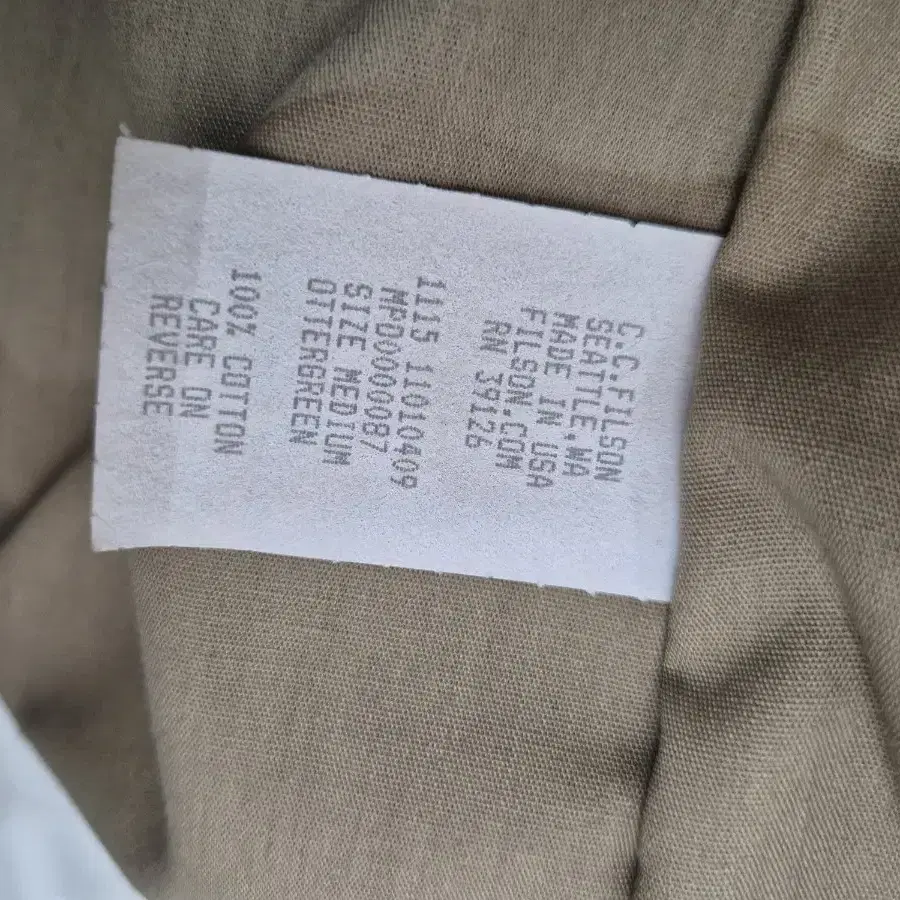 C.C.FILSON
SEATTLE,WA
MADE IN USA
FILSON.COM
RN 39126
1115 11010409
MPD0000087
SIZE MEDIUM
OTTERGREEN
100% COTTON
CARE ON
REVERSE